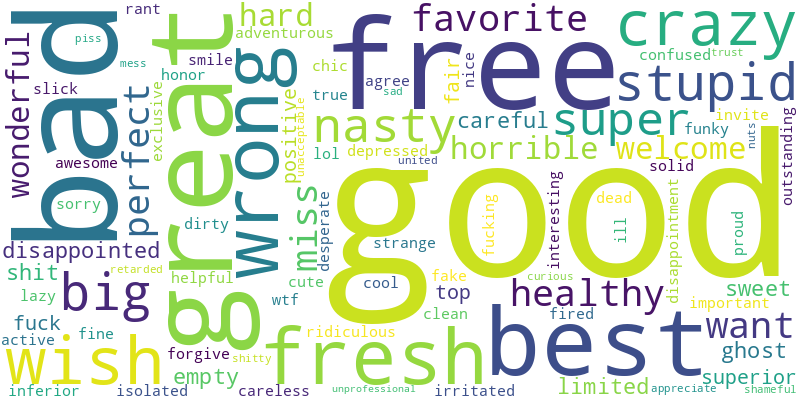 good
free
great
bad
best
wrong
fresh
wish
big
crazy
stupid
super
nasty
favorite
hard
perfect
wonderful
horrible
welcome
healthy
want
miss
careful
disappointed
positive
fair
top
sweet
ghost
superior
limited
empty
shit
fuck
rant
piss
mess
slick
awesome
sorry
exclusive
honor
smile
adventurous
chic
true
lol
depressed
agree
sad
nice
confused
trust
invite
funky
nuts
outstanding
solid
united
unacceptable
dirty
desperate
strange
cool
cute
wtf
helpful
retarded
lazy
active
fine
forgive
shitty
ridiculous
clean
fake
curious
fired
important
interesting
fucking
dead
ill
disappointment
proud
inferior
isolated
careless
unprofessional
irritated
appreciate
shameful